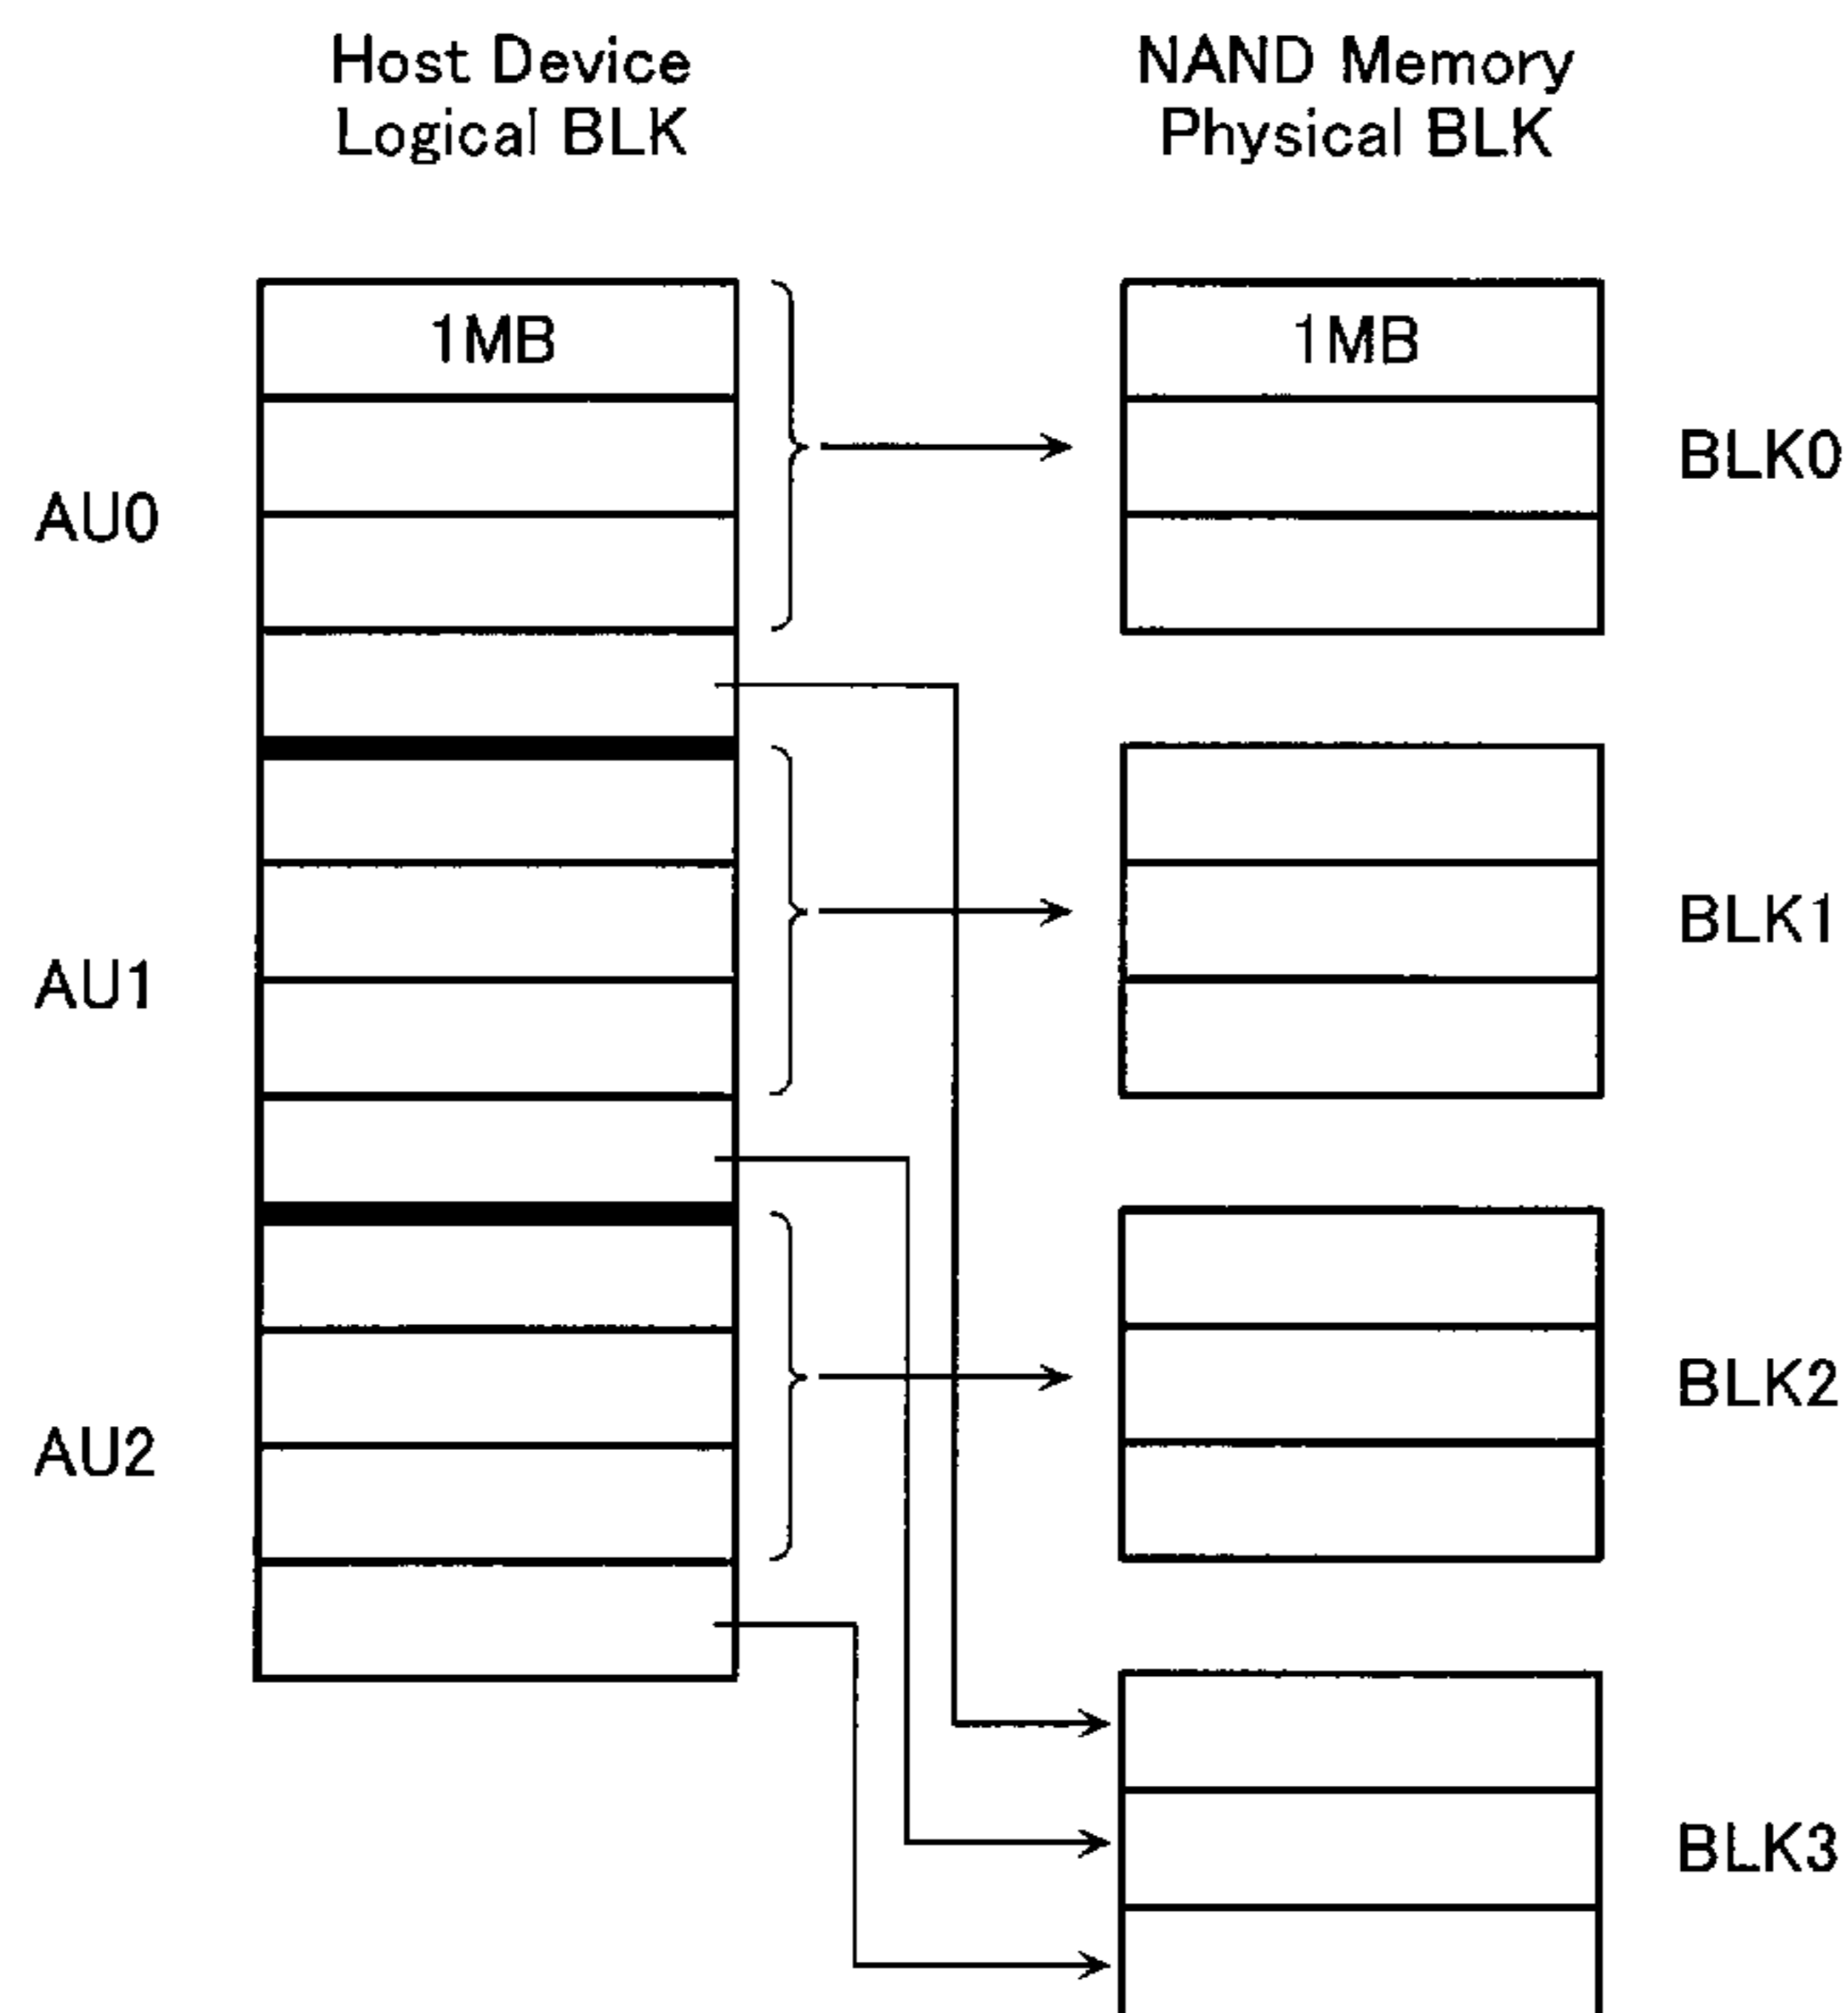 Host Device
Logical BLK
NAND Memory
Physical BLK
1MB
1MB
BLK0
AU0
BLK1
AU1
BLK2
AU2
BLK3